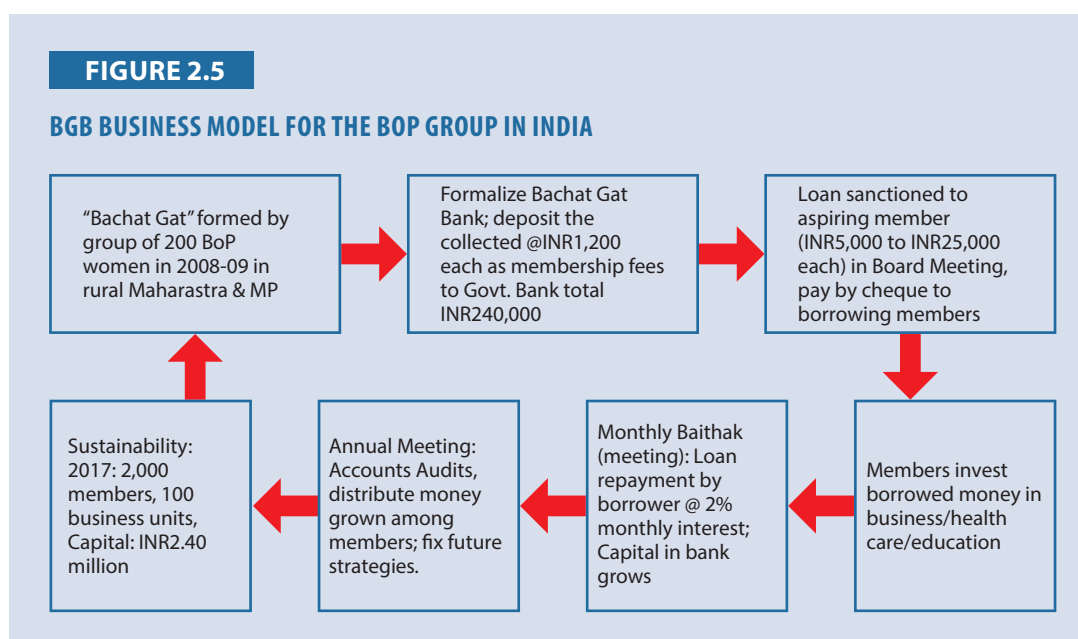 FIGURE 2.5
BGB BUSINESS MODEL FOR THE BOP GROUP IN INDIA
“Bachat Gat” formed by
group of 200 BoP
women in 2008-09 in
rural Maharastra & MP
Formalize Bachat Gat
Bank; deposit the
collected @INR1,200
each as membership fees
to Govt. Bank total
INR240,000
Loan sanctioned to
aspiring member
(INR5,000 to INR25,000
each) in Board Meeting,
pay by cheque to
borrowing members
Members invest
borrowed money in
business/health
care/education
Monthly Baithak
(meeting): Loan
repayment by
borrower @ 2%
monthly interest;
Capital in bank
grows
Annual Meeting:
Accounts Audits,
distribute money
grown among
members; fix future
strategies.
Sustainability:
2017: 2,000
members, 100
business units,
Capital: INR2.40
million